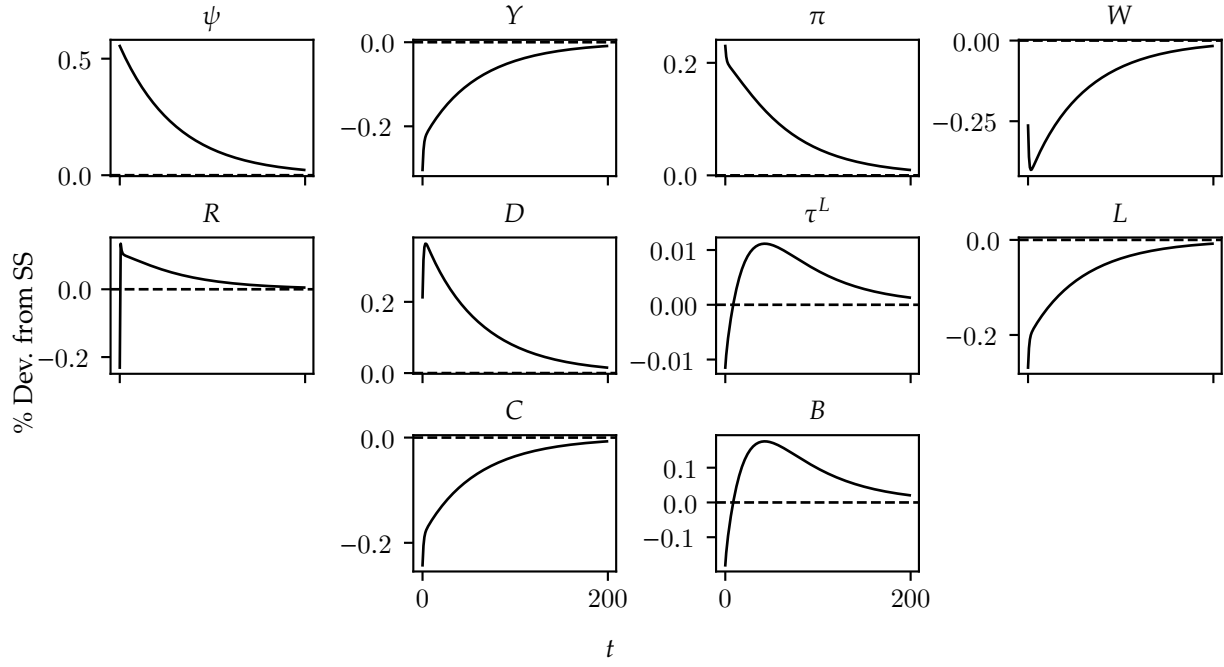 ψ Y π W
0.5 0.0 0.2 0.00
−0.2 −0.25
0.0 0.0
R D τ^L L
0.0 0.2 0.01 0.0
0.00
−0.2 0.0 −0.01 −0.2
% Dev. from SS
C B
0.0 0.1
0.0
−0.2 −0.1
0 200 0 200
t